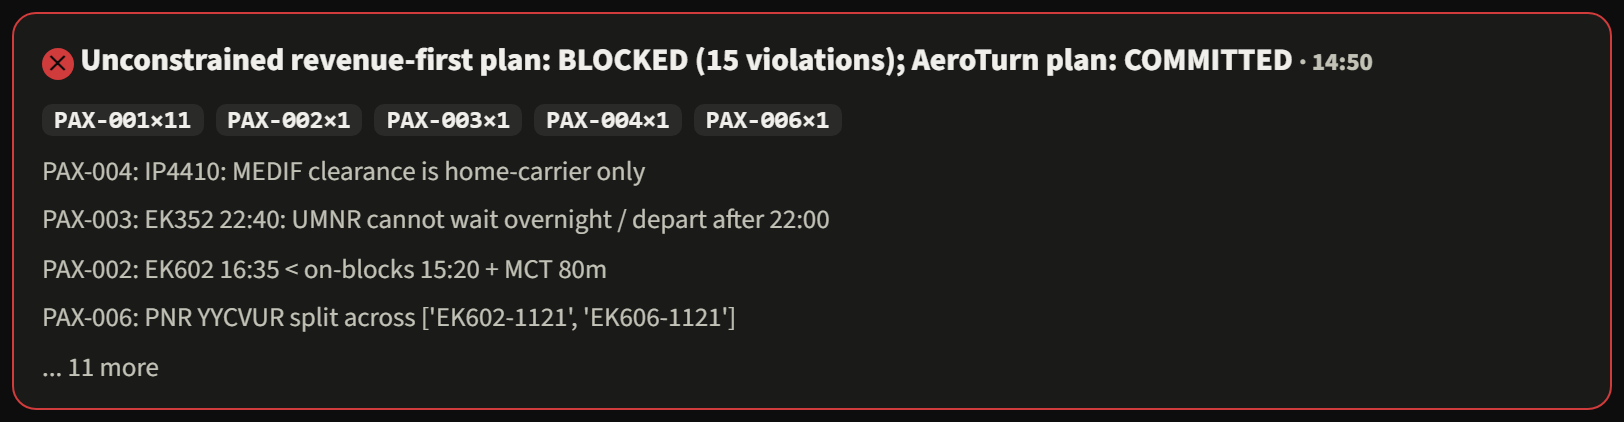 Unconstrained revenue-first plan: BLOCKED (15 violations); AeroTurn plan: COMMITTED · 14:50
PAX-001×11 PAX-002×1 PAX-003×1 PAX-004×1 PAX-006×1
PAX-004: IP4410: MEDIF clearance is home-carrier only
PAX-003: EK352 22:40: UMNR cannot wait overnight / depart after 22:00
PAX-002: EK602 16:35 < on-blocks 15:20 + MCT 80m
PAX-006: PNR YYCVUR split across ['EK602-1121', 'EK606-1121']
... 11 more